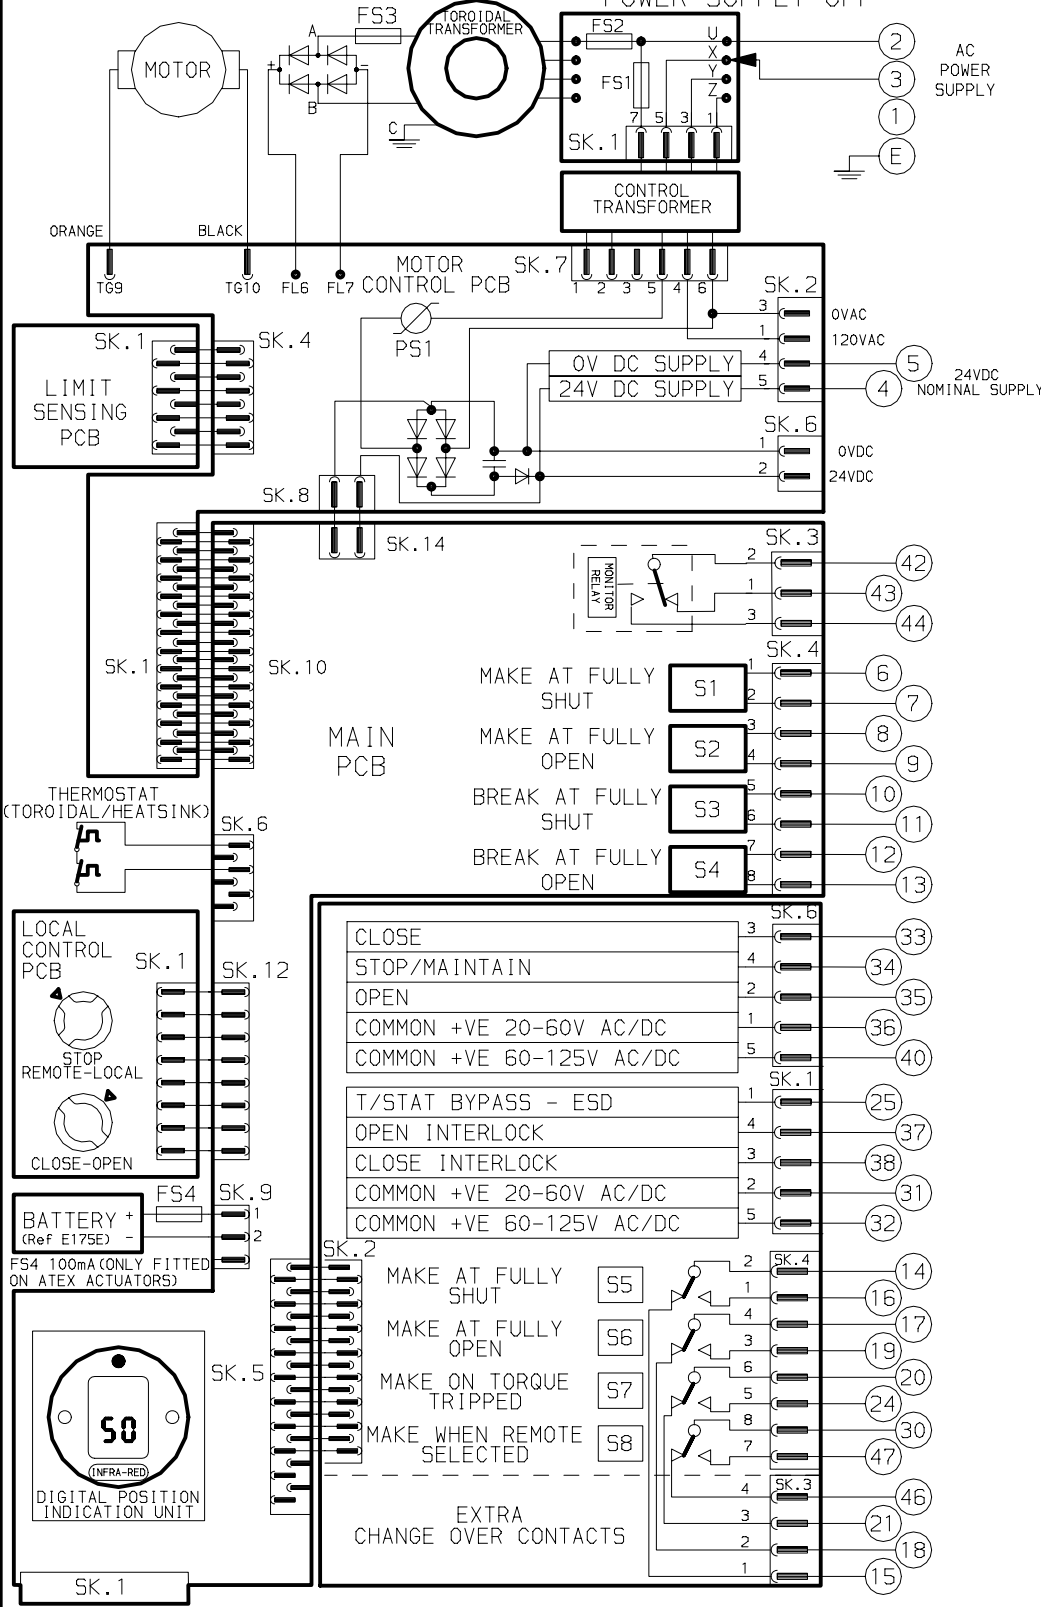 POWER SUPPLY OFF
FS3
TOROIDAL
TRANSFORMER
FS2
U
X
Y
Z
FS1
7 5 3 1
SK.1
2
3
1
E
AC
POWER
SUPPLY
MOTOR
A
+ -
B
C
CONTROL
TRANSFORMER
ORANGE
BLACK
TG9
TG10
FL6
FL7
MOTOR
CONTROL PCB
SK.7
1 2 3 5 4 6
PS1
SK.2
3 0VAC
1 120VAC
0V DC SUPPLY 4 5
24V DC SUPPLY 5 4
24VDC
NOMINAL SUPPLY
SK.6
1 0VDC
2 24VDC
SK.1
SK.4
LIMIT
SENSING
PCB
SK.8
SK.14
SK.3
MONITOR
RELAY
2 42
1 43
3 44
SK.1
SK.10
MAIN
PCB
SK.4
MAKE AT FULLY
SHUT
S1
1 6
2 7
MAKE AT FULLY
OPEN
S2
3 8
4 9
BREAK AT FULLY
SHUT
S3
5 10
6 11
BREAK AT FULLY
OPEN
S4
7 12
8 13
THERMOSTAT
(TOROIDAL/HEATSINK)
SK.6
LOCAL
CONTROL
PCB
SK.1
SK.12
STOP
REMOTE-LOCAL
CLOSE-OPEN
SK.6
CLOSE 3 33
STOP/MAINTAIN 4 34
OPEN 2 35
COMMON +VE 20-60V AC/DC 1 36
COMMON +VE 60-125V AC/DC 5 40
SK.1
T/STAT BYPASS - ESD 1 25
OPEN INTERLOCK 4 37
CLOSE INTERLOCK 3 38
COMMON +VE 20-60V AC/DC 2 31
COMMON +VE 60-125V AC/DC 5 32
BATTERY + -
(Ref E175E)
FS4
SK.9
1
2
FS4 100mA(ONLY FITTED
ON ATEX ACTUATORS)
SK.2
SK.5
SK.4
MAKE AT FULLY
SHUT
S5
2 14
1 16
MAKE AT FULLY
OPEN
S6
4 17
3 19
MAKE ON TORQUE
TRIPPED
S7
6 20
5 24
MAKE WHEN REMOTE
SELECTED
S8
8 30
7 47
SK.3
EXTRA
CHANGE OVER CONTACTS
4 46
3 21
2 18
1 15
50
INFRA-RED
DIGITAL POSITION
INDICATION UNIT
SK.1